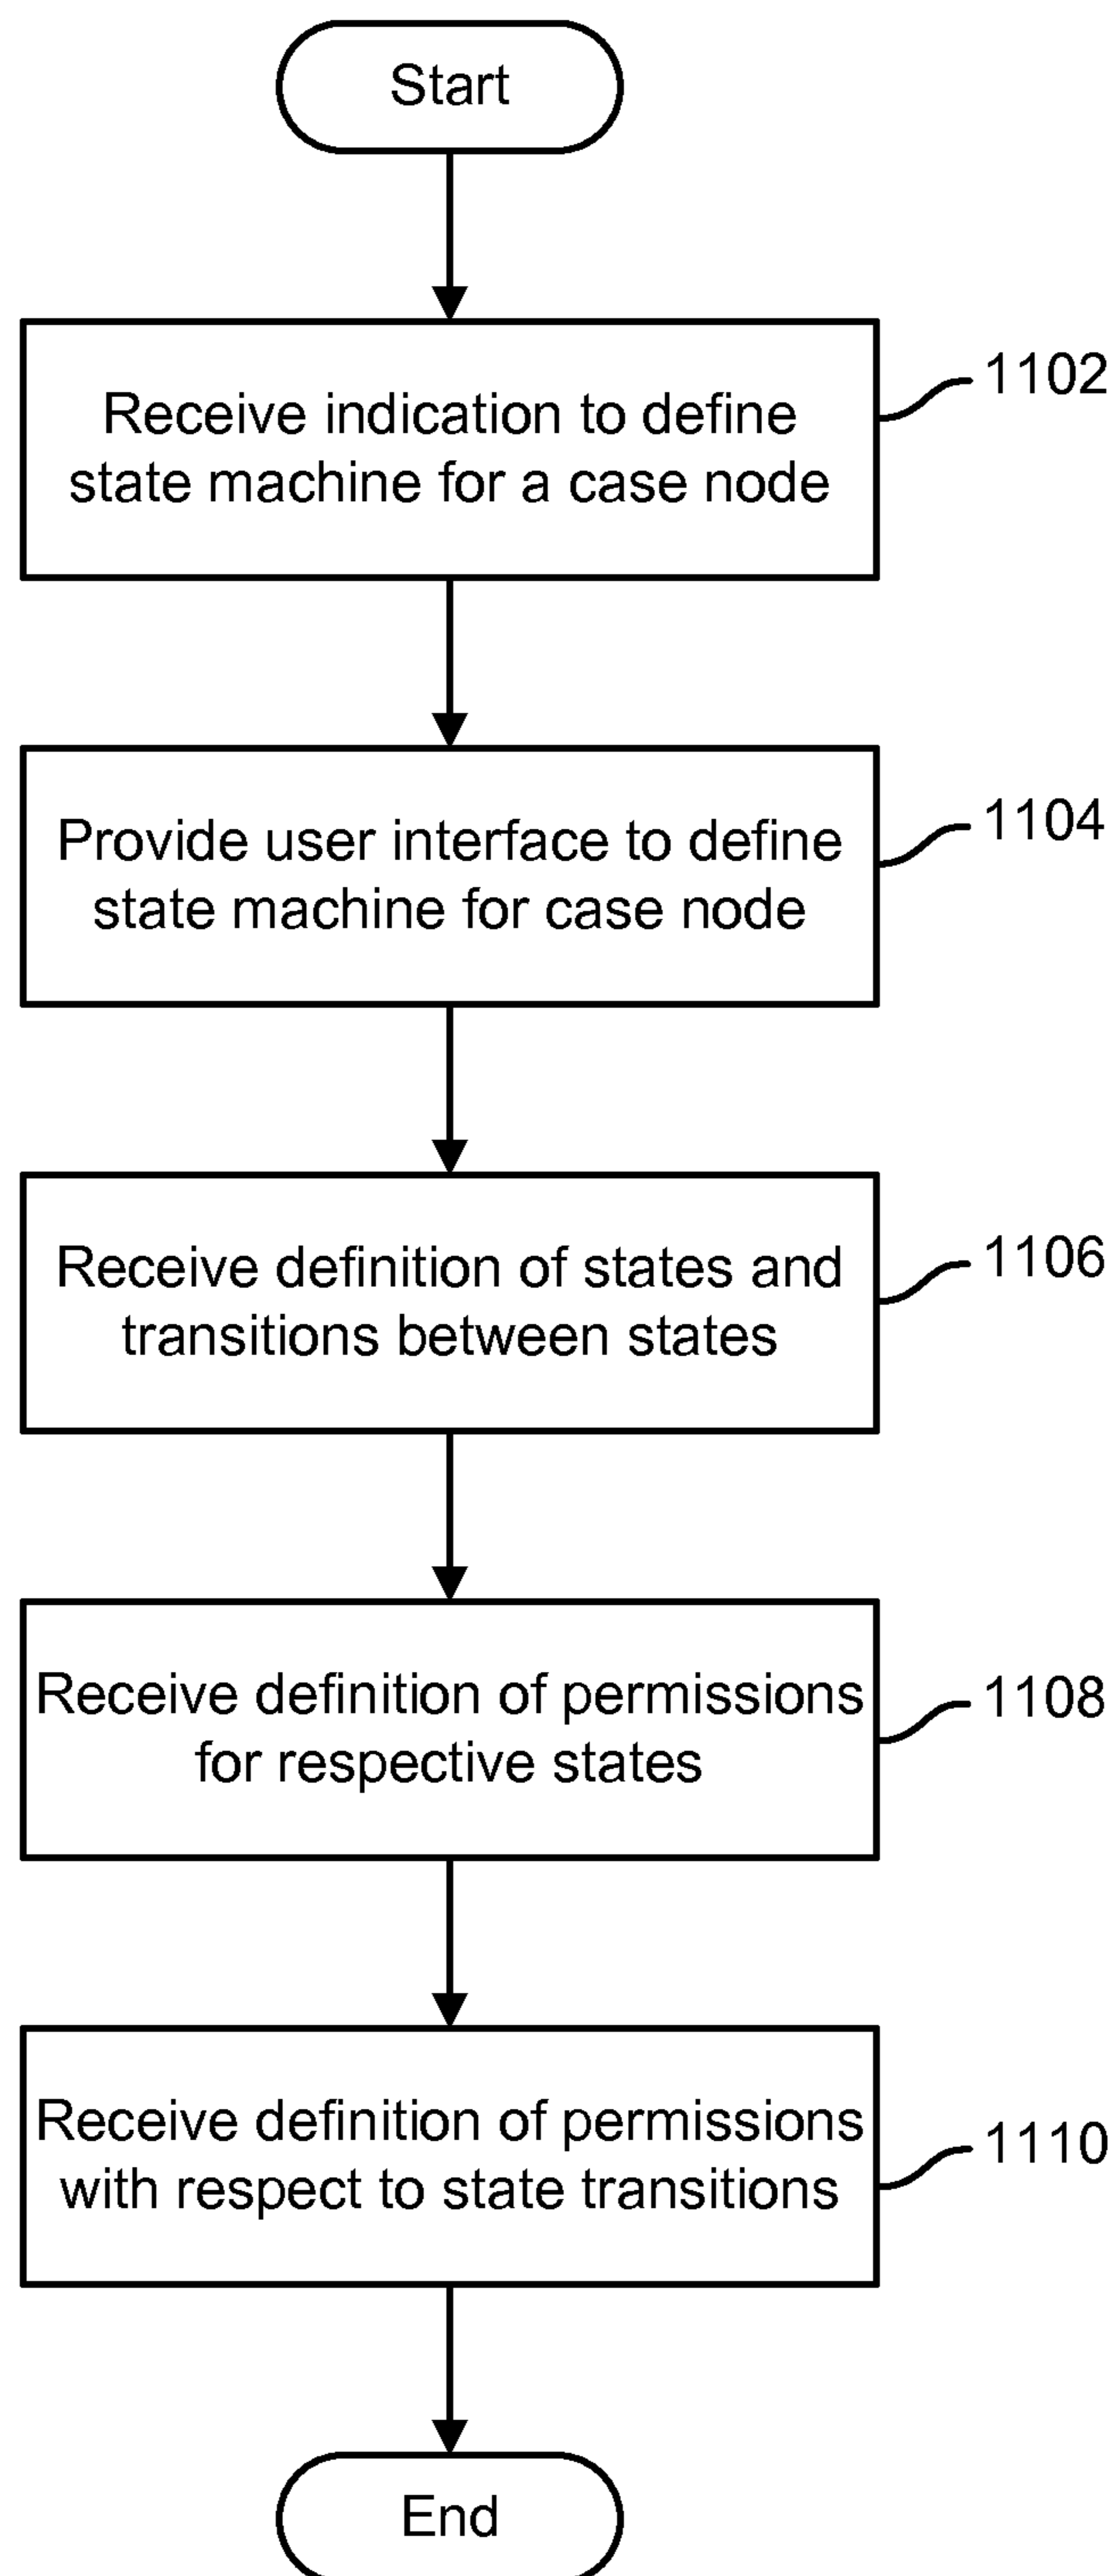 Start
Receive indication to define
state machine for a case node
1102
Provide user interface to define
state machine for case node
1104
Receive definition of states and
transitions between states
1106
Receive definition of permissions
for respective states
1108
Receive definition of permissions
with respect to state transitions
1110
End